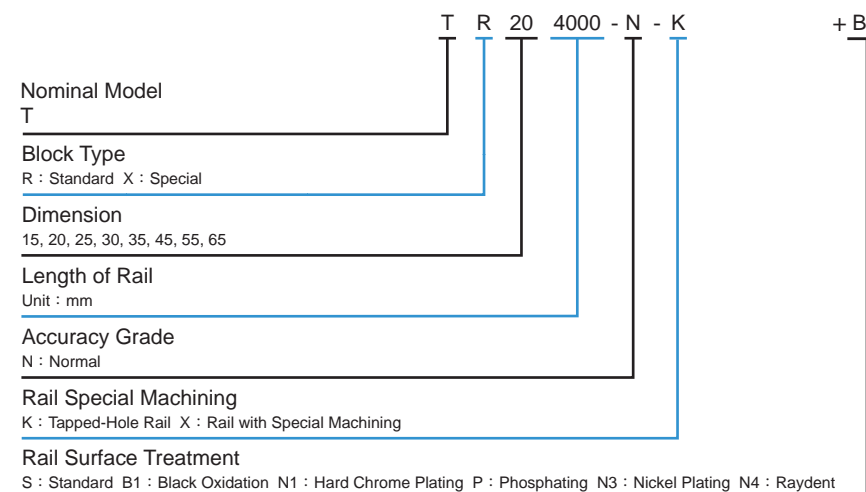 T R 20 4000 - N - K + B
Nominal Model
T
Block Type
R：Standard X：Special
Dimension
15, 20, 25, 30, 35, 45, 55, 65
Length of Rail
Unit：mm
Accuracy Grade
N：Normal
Rail Special Machining
K：Tapped-Hole Rail X：Rail with Special Machining
Rail Surface Treatment
S：Standard B1：Black Oxidation N1：Hard Chrome Plating P：Phosphating N3：Nickel Plating N4：Raydent